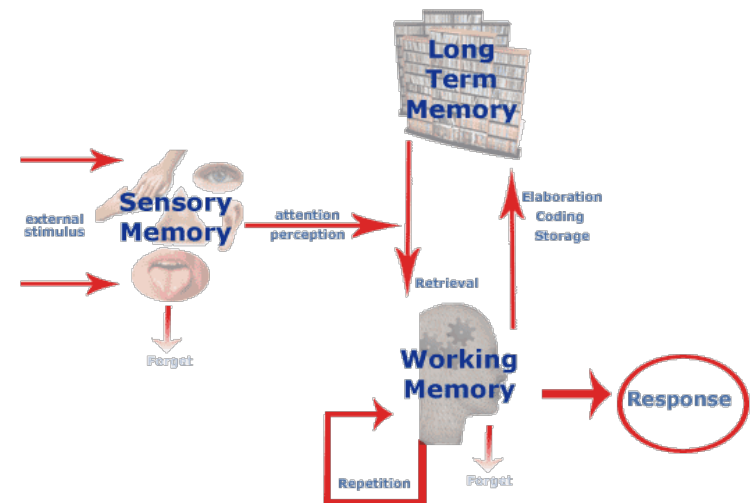 Long
Term
Memory
external
stimulus
Sensory
Memory
attention
perception
Elaboration
Coding
Storage
Retrieval
Forget
Working
Memory
Response
Repetition
Forget